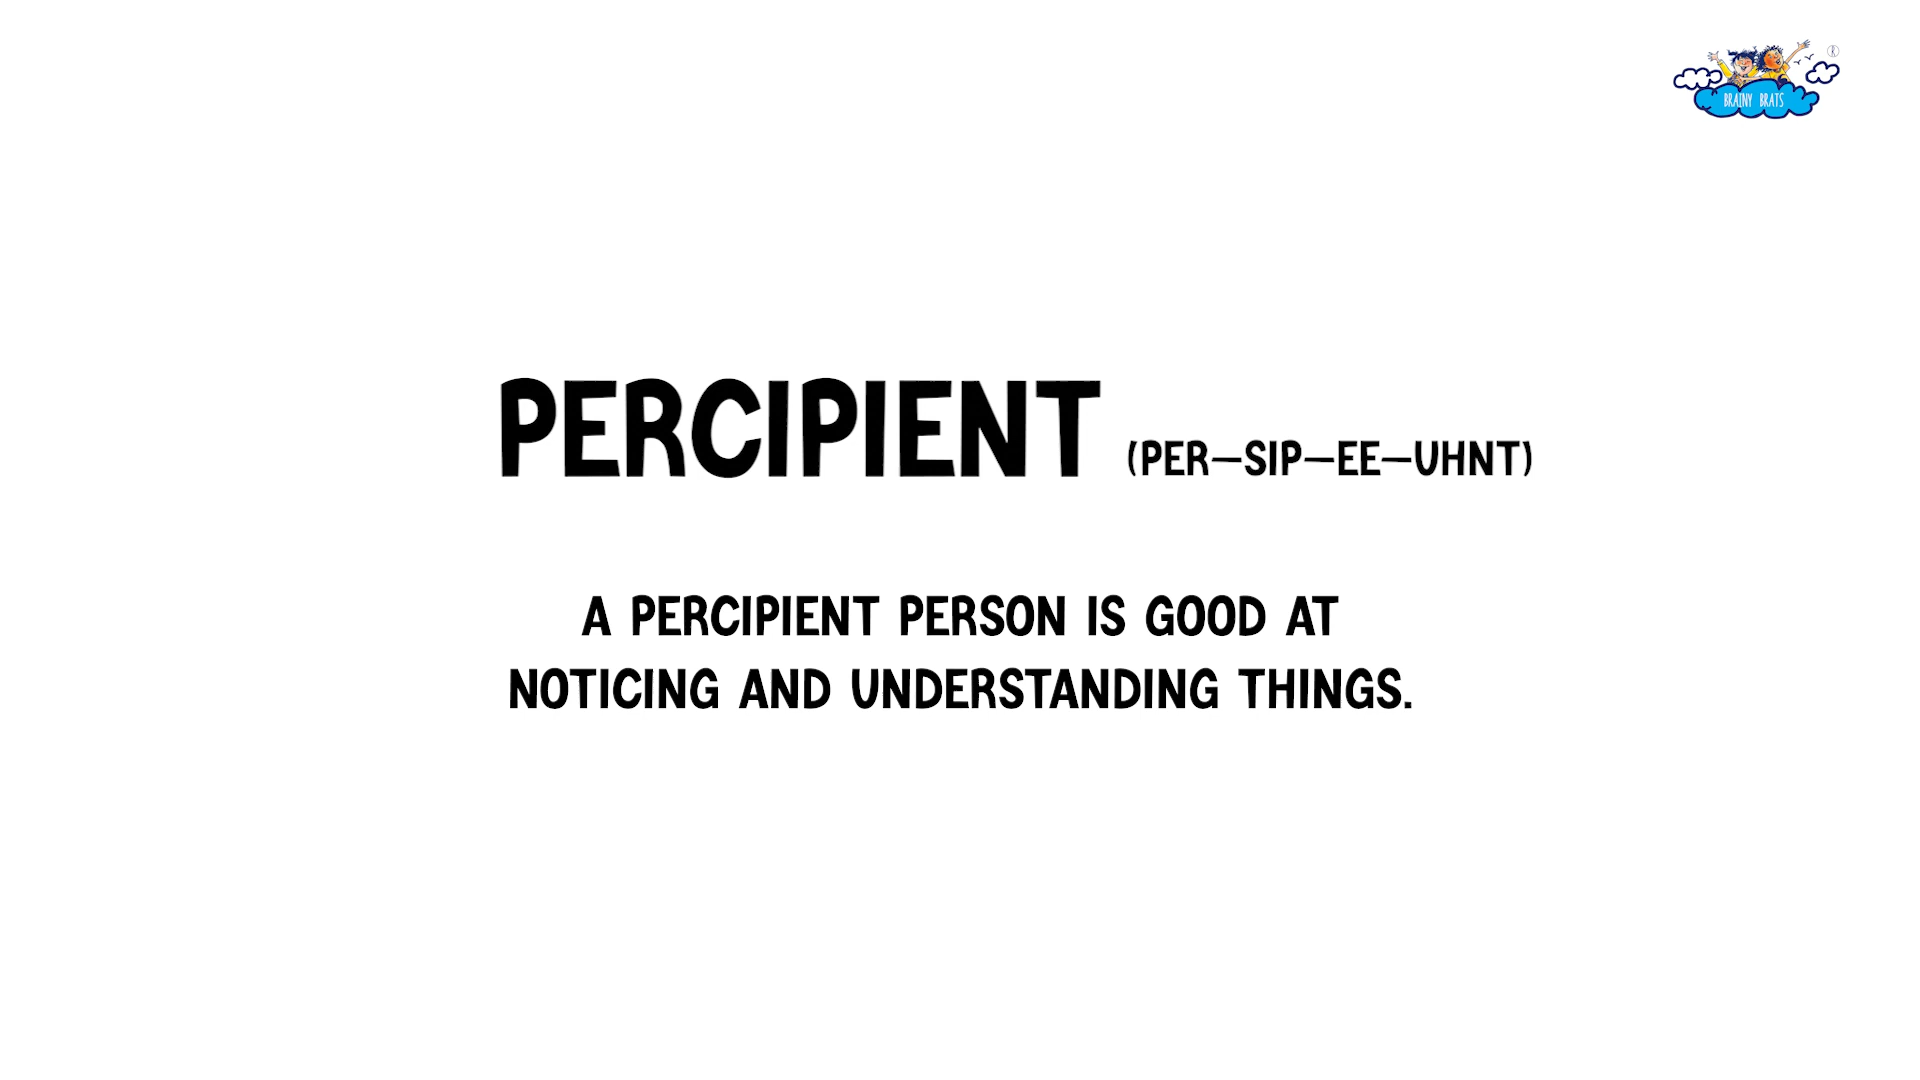 BRAINY BRATS
®
PERCIPIENT (PER–SIP–EE–UHNT)
A PERCIPIENT PERSON IS GOOD AT
NOTICING AND UNDERSTANDING THINGS.